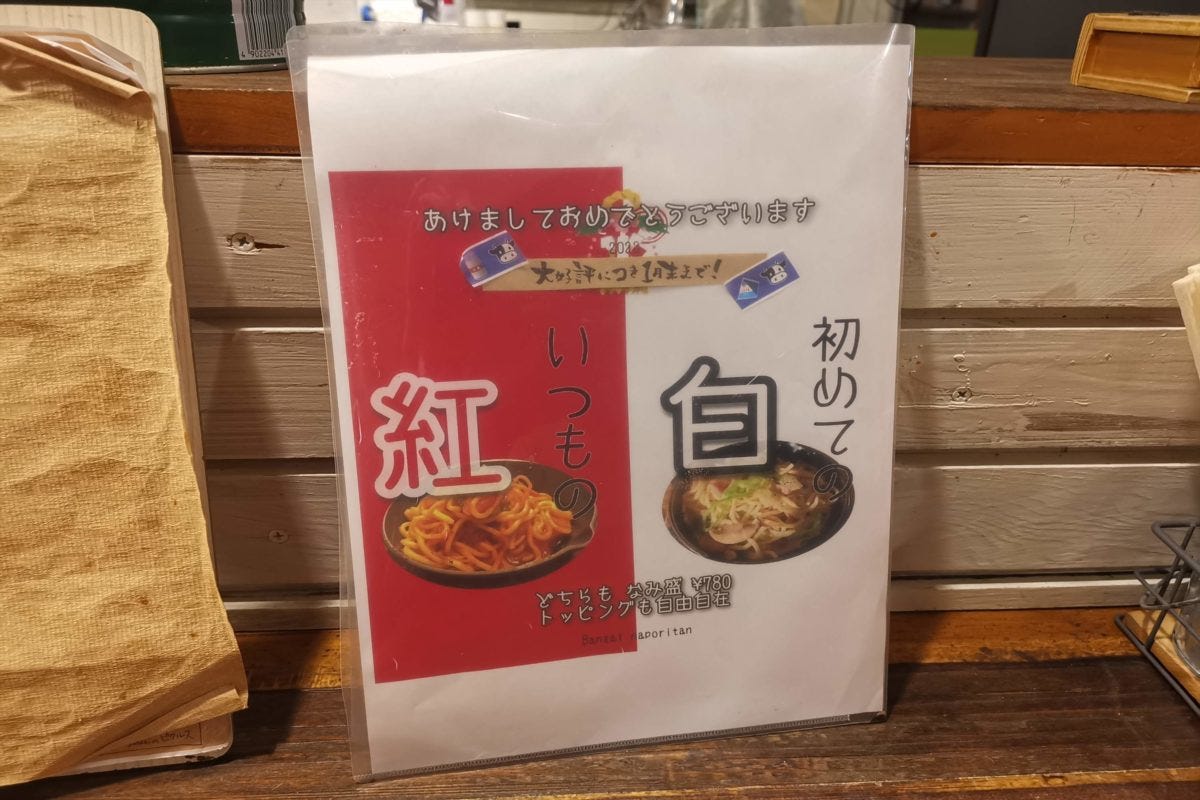 あけましておめでとうございます
大好評につき1月末まで!
いつもの
紅
初めての
白
どちらも なみ盛 ¥780
トッピングも自由自在
Banzai naporitan